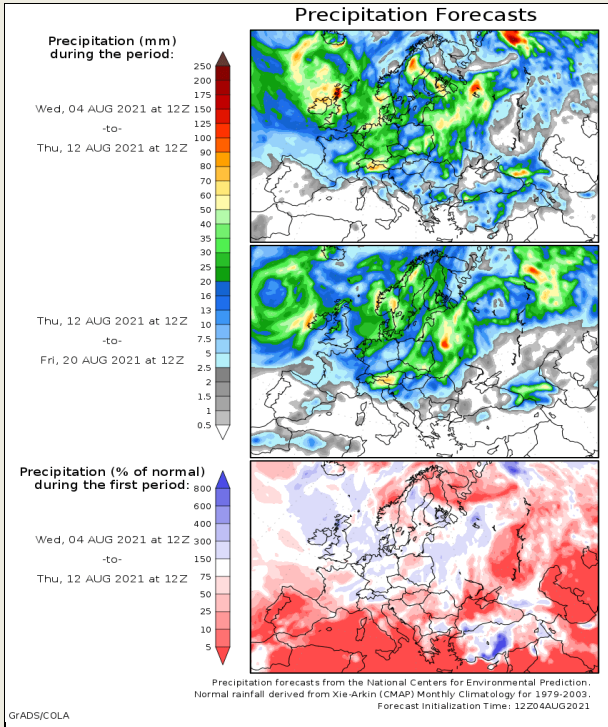 Precipitation Forecasts
Precipitation (mm)
during the period:
Wed, 04 AUG 2021 at 12Z
-to-
Thu, 12 AUG 2021 at 12Z
250
200
175
150
125
100
90
80
70
60
50
40
35
30
25
20
16
13
10
7.5
5
2.5
2
1.5
1
0.5
Thu, 12 AUG 2021 at 12Z
-to-
Fri, 20 AUG 2021 at 12Z
Precipitation (% of normal)
during the first period:
Wed, 04 AUG 2021 at 12Z
-to-
Thu, 12 AUG 2021 at 12Z
800
600
400
300
150
75
50
25
10
5
Precipitation forecasts from the National Centers for Environmental Prediction.
Normal rainfall derived from Xie-Arkin (CMAP) Monthly Climatology for 1979-2003.
Forecast Initialization Time: 12Z04AUG2021
GrADS/COLA